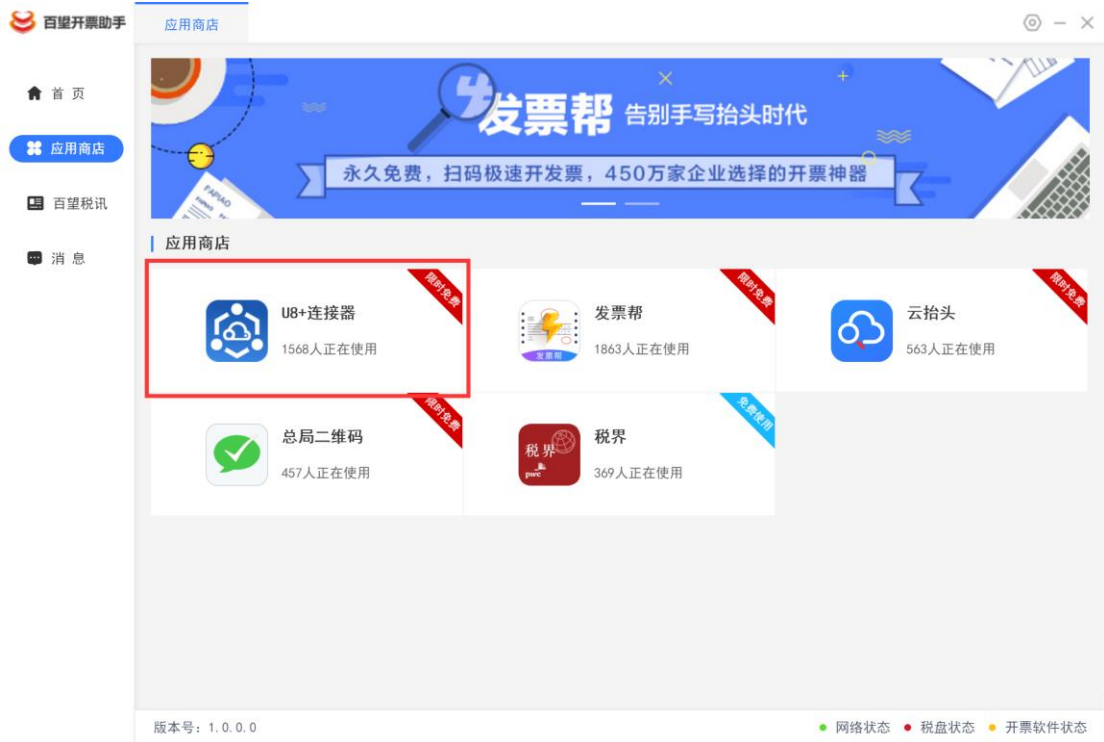 百望开票助手
应用商店
首 页
应用商店
百望税讯
消 息
发票帮 告别手写抬头时代
永久免费，扫码极速开发票，450万家企业选择的开票神器
FAPIAO
应用商店
限时免费
U8+连接器
1568人正在使用
限时免费
发票帮
发票帮
1863人正在使用
限时免费
云抬头
563人正在使用
限时免费
总局二维码
457人正在使用
免费使用
税界
pwc
税界
369人正在使用
版本号：1.0.0.0
网络状态
税盘状态
开票软件状态